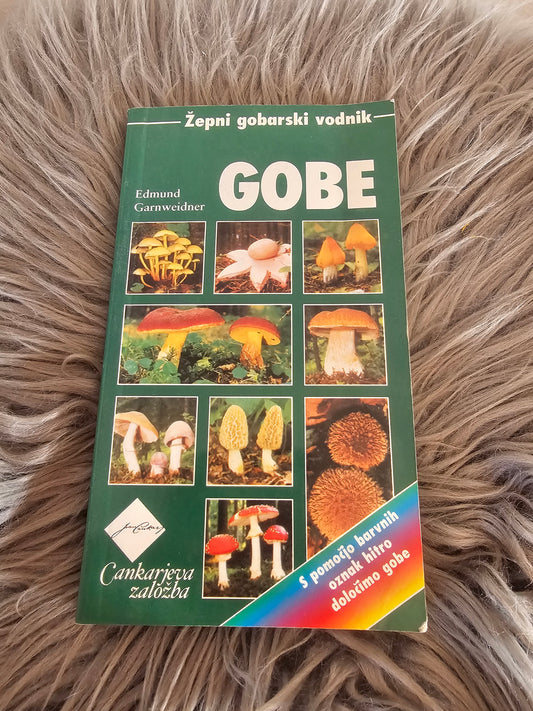 Žepni gobarski vodnik
Edmund
Garnweidner
GOBE
Cankarjeva
založba
S pomočjo barvnih
oznak hitro
določimo gobe